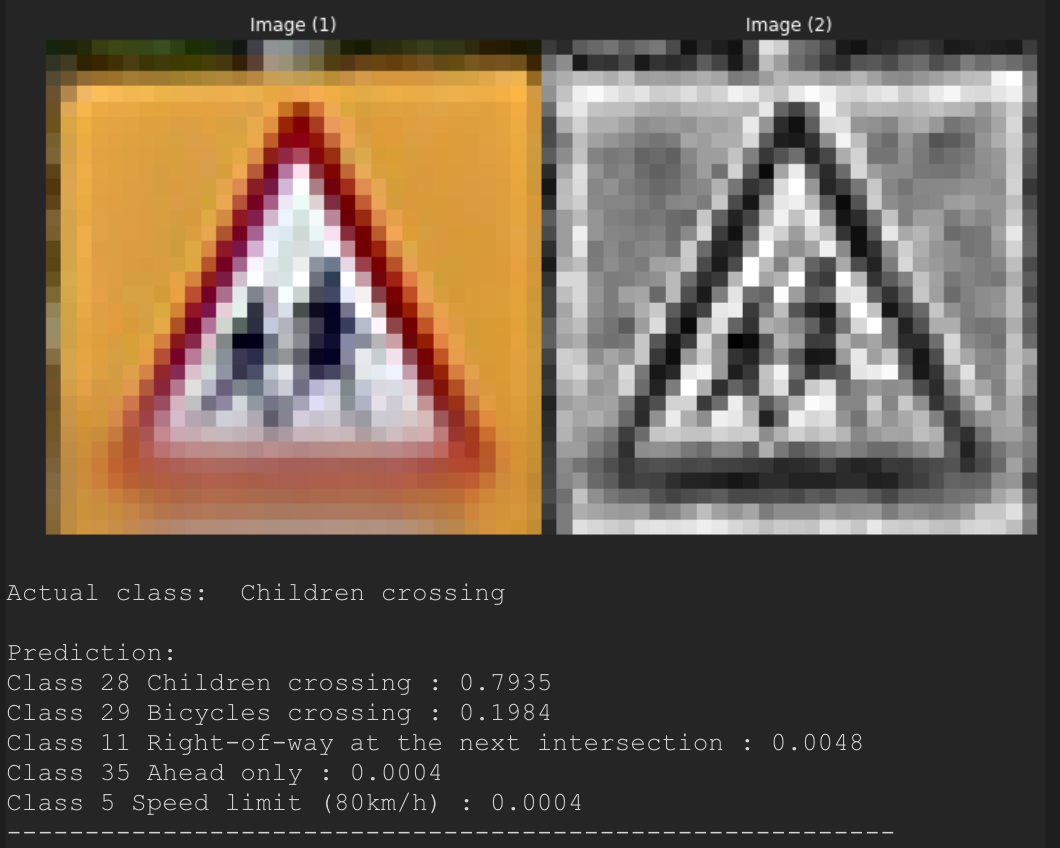 Image (1)
Image (2)
Actual class:  Children crossing
Prediction:
Class 28 Children crossing : 0.7935
Class 29 Bicycles crossing : 0.1984
Class 11 Right-of-way at the next intersection : 0.0048
Class 35 Ahead only : 0.0004
Class 5 Speed limit (80km/h) : 0.0004
---------------------------------------------------------